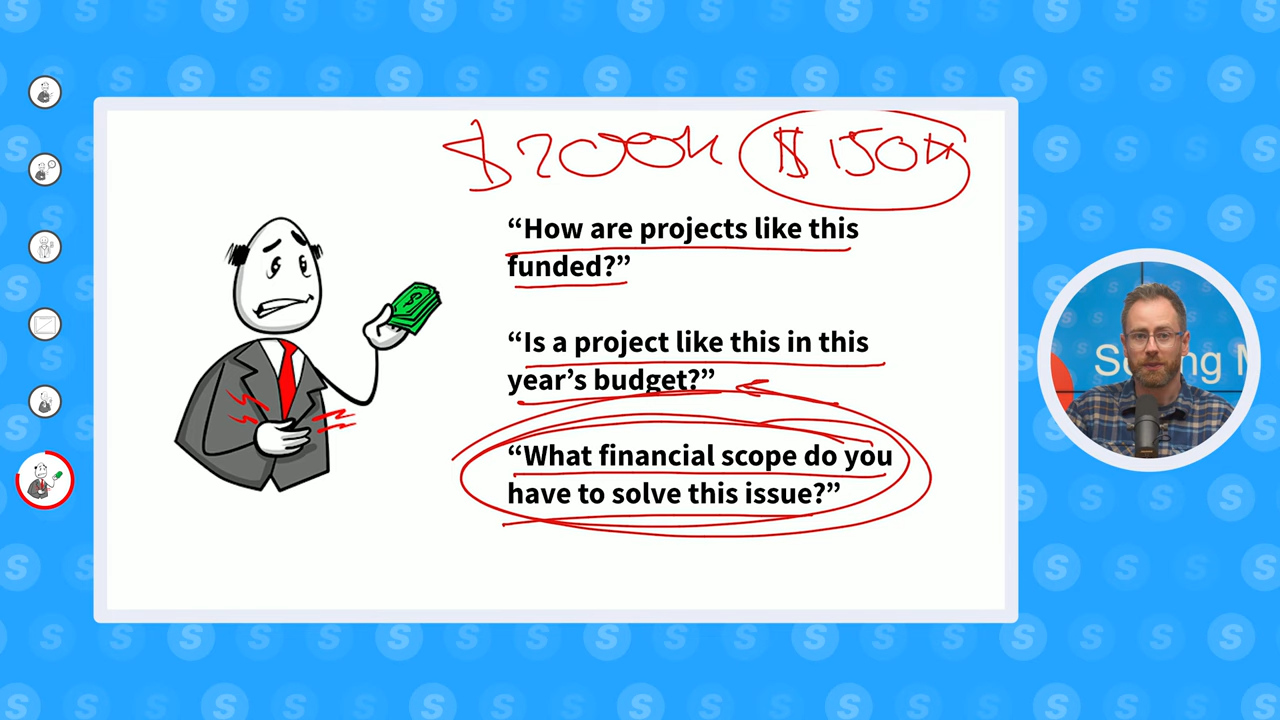 $200k $150k
“How are projects like this
funded?”
“Is a project like this in this
year’s budget?”
“What financial scope do you
have to solve this issue?”